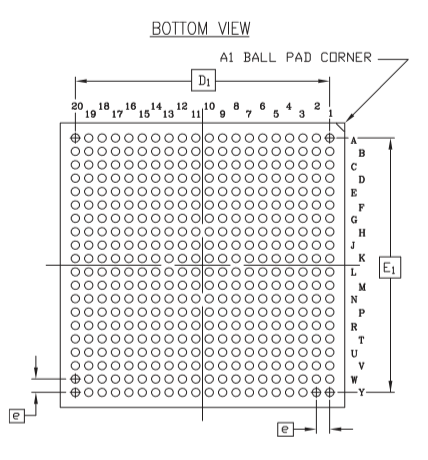 BOTTOM VIEW
A1 BALL PAD CORNER
D1
20 18 16 14 12 10 8 6 4 2
19 17 15 13 11 9 7 5 3 1
A
B
C
D
E
F
G
H
J
K
L
M
N
P
R
T
U
V
W
Y
E1
e
e